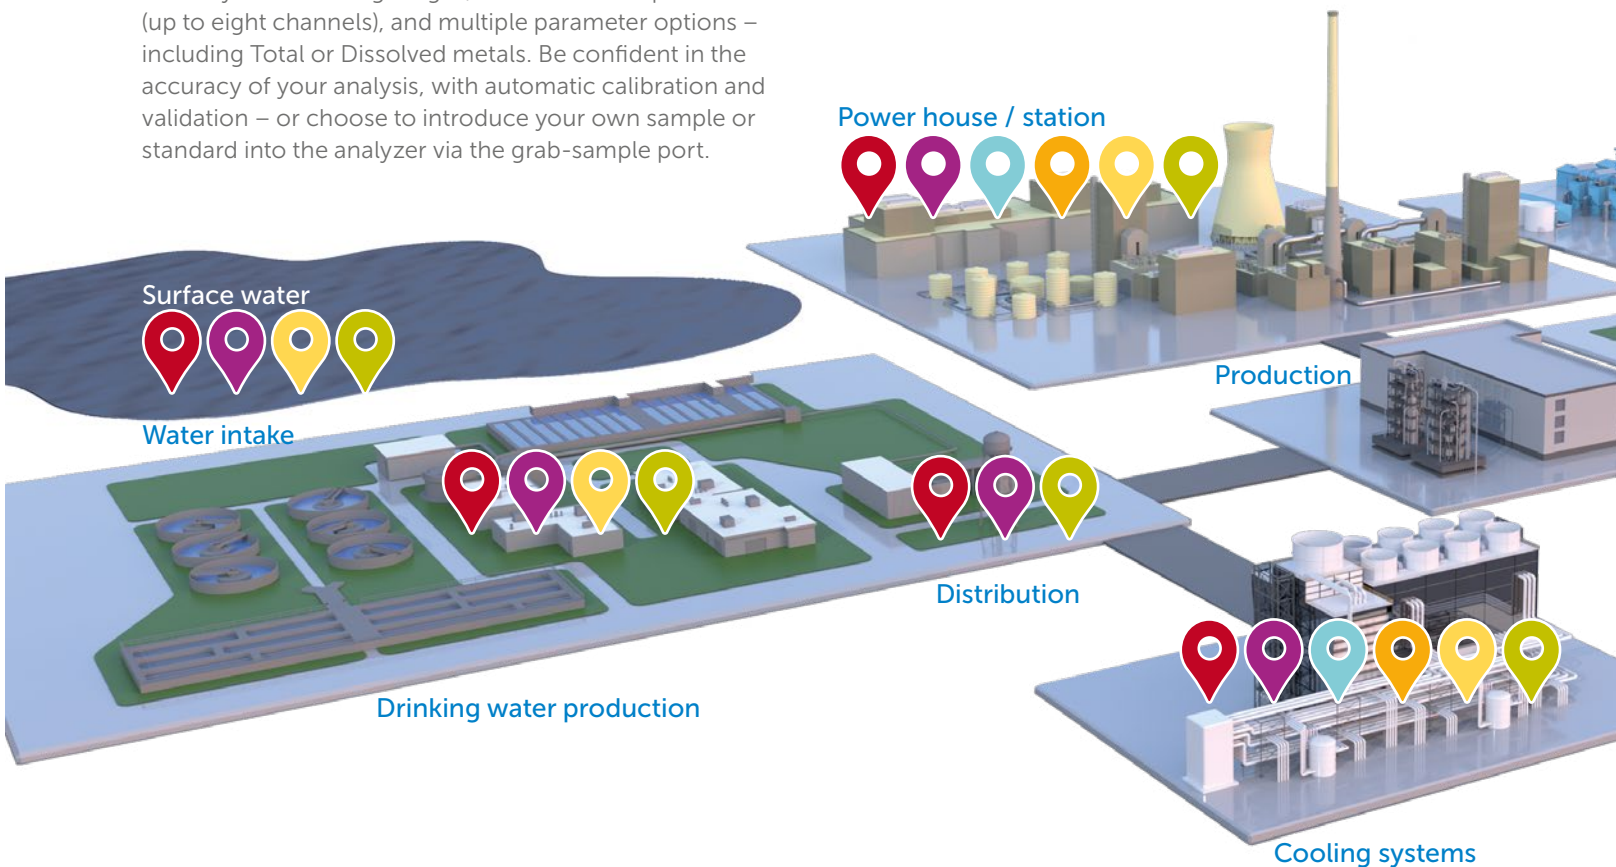 (up to eight channels), and multiple parameter options –
including Total or Dissolved metals. Be confident in the
accuracy of your analysis, with automatic calibration and
validation – or choose to introduce your own sample or
standard into the analyzer via the grab-sample port.
Power house / station
Surface water
Production
Water intake
Distribution
Drinking water production
Cooling systems